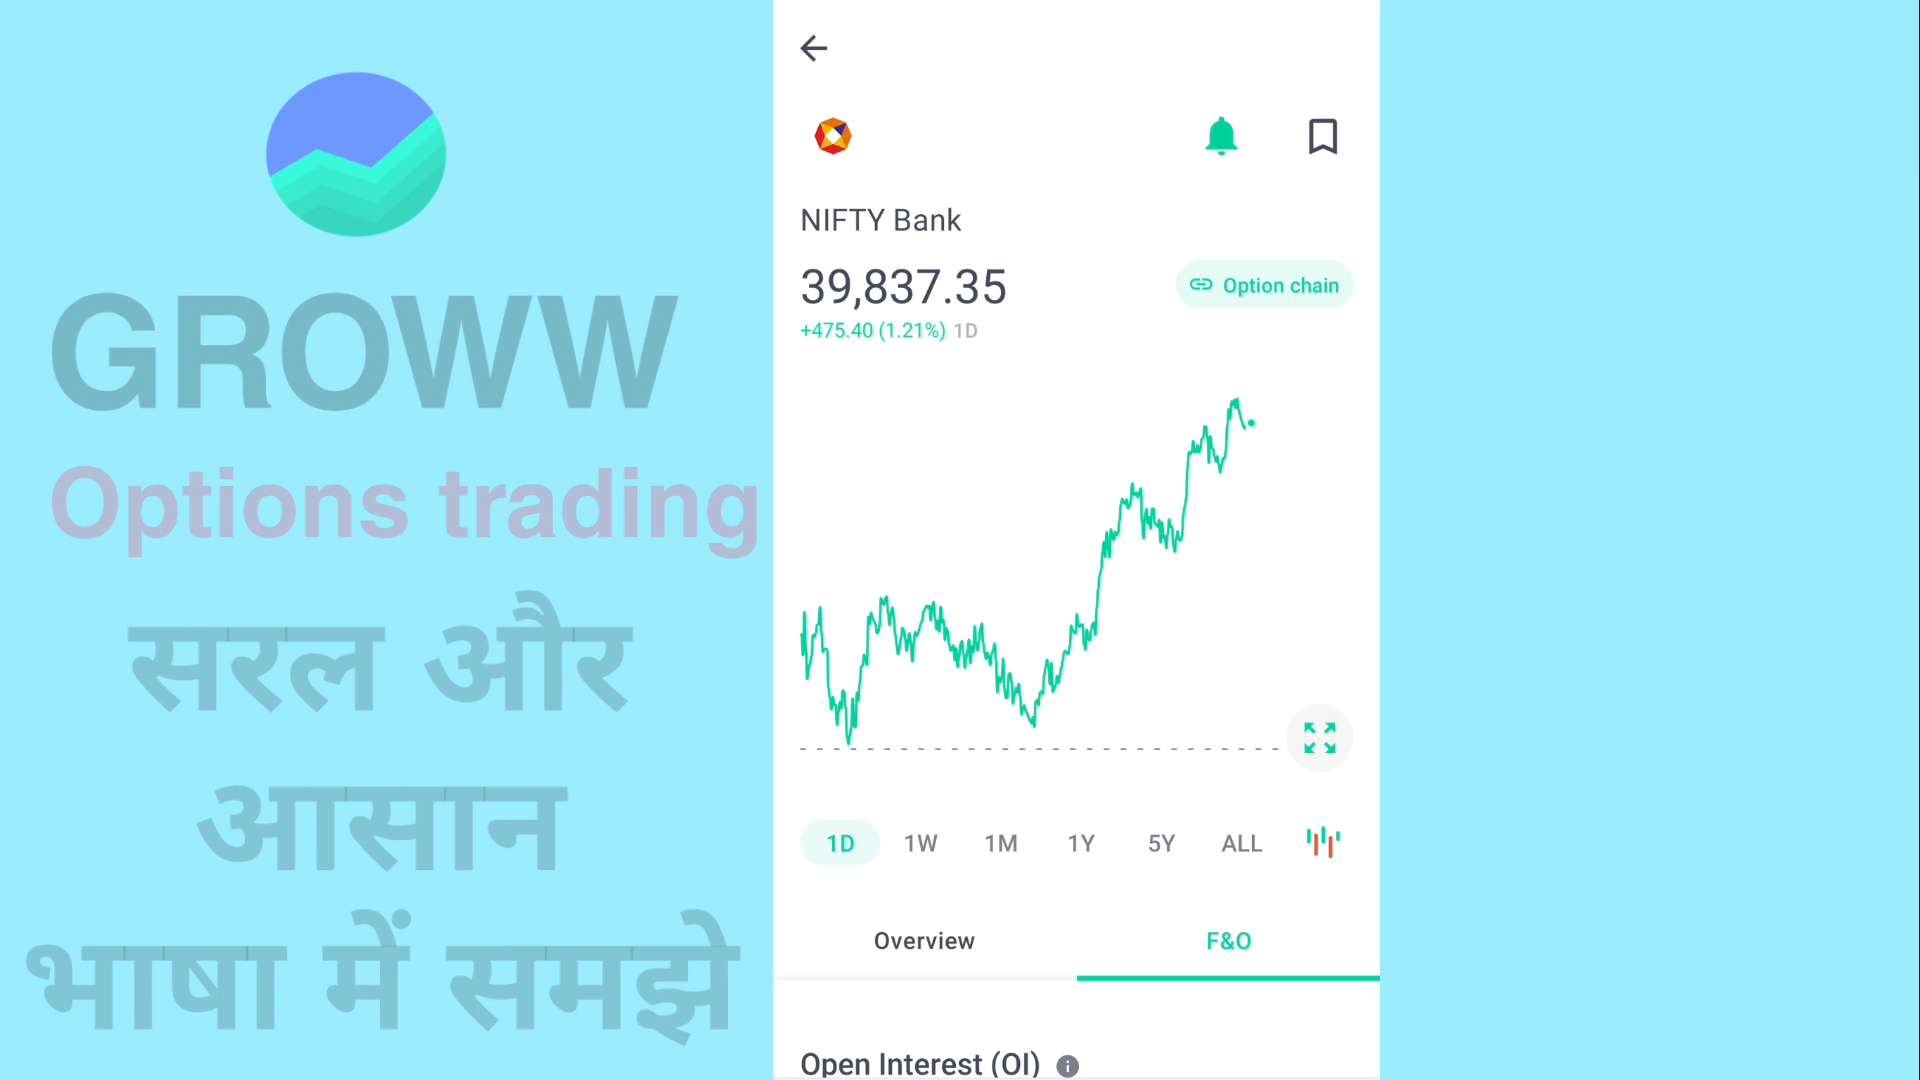 GROWW
Options trading
सरल और
आसान
भाषा में समझे
NIFTY Bank
39,837.35
Option chain
+475.40 (1.21%) 1D
1D 1W 1M 1Y 5Y ALL
Overview F&O
Open Interest (OI)